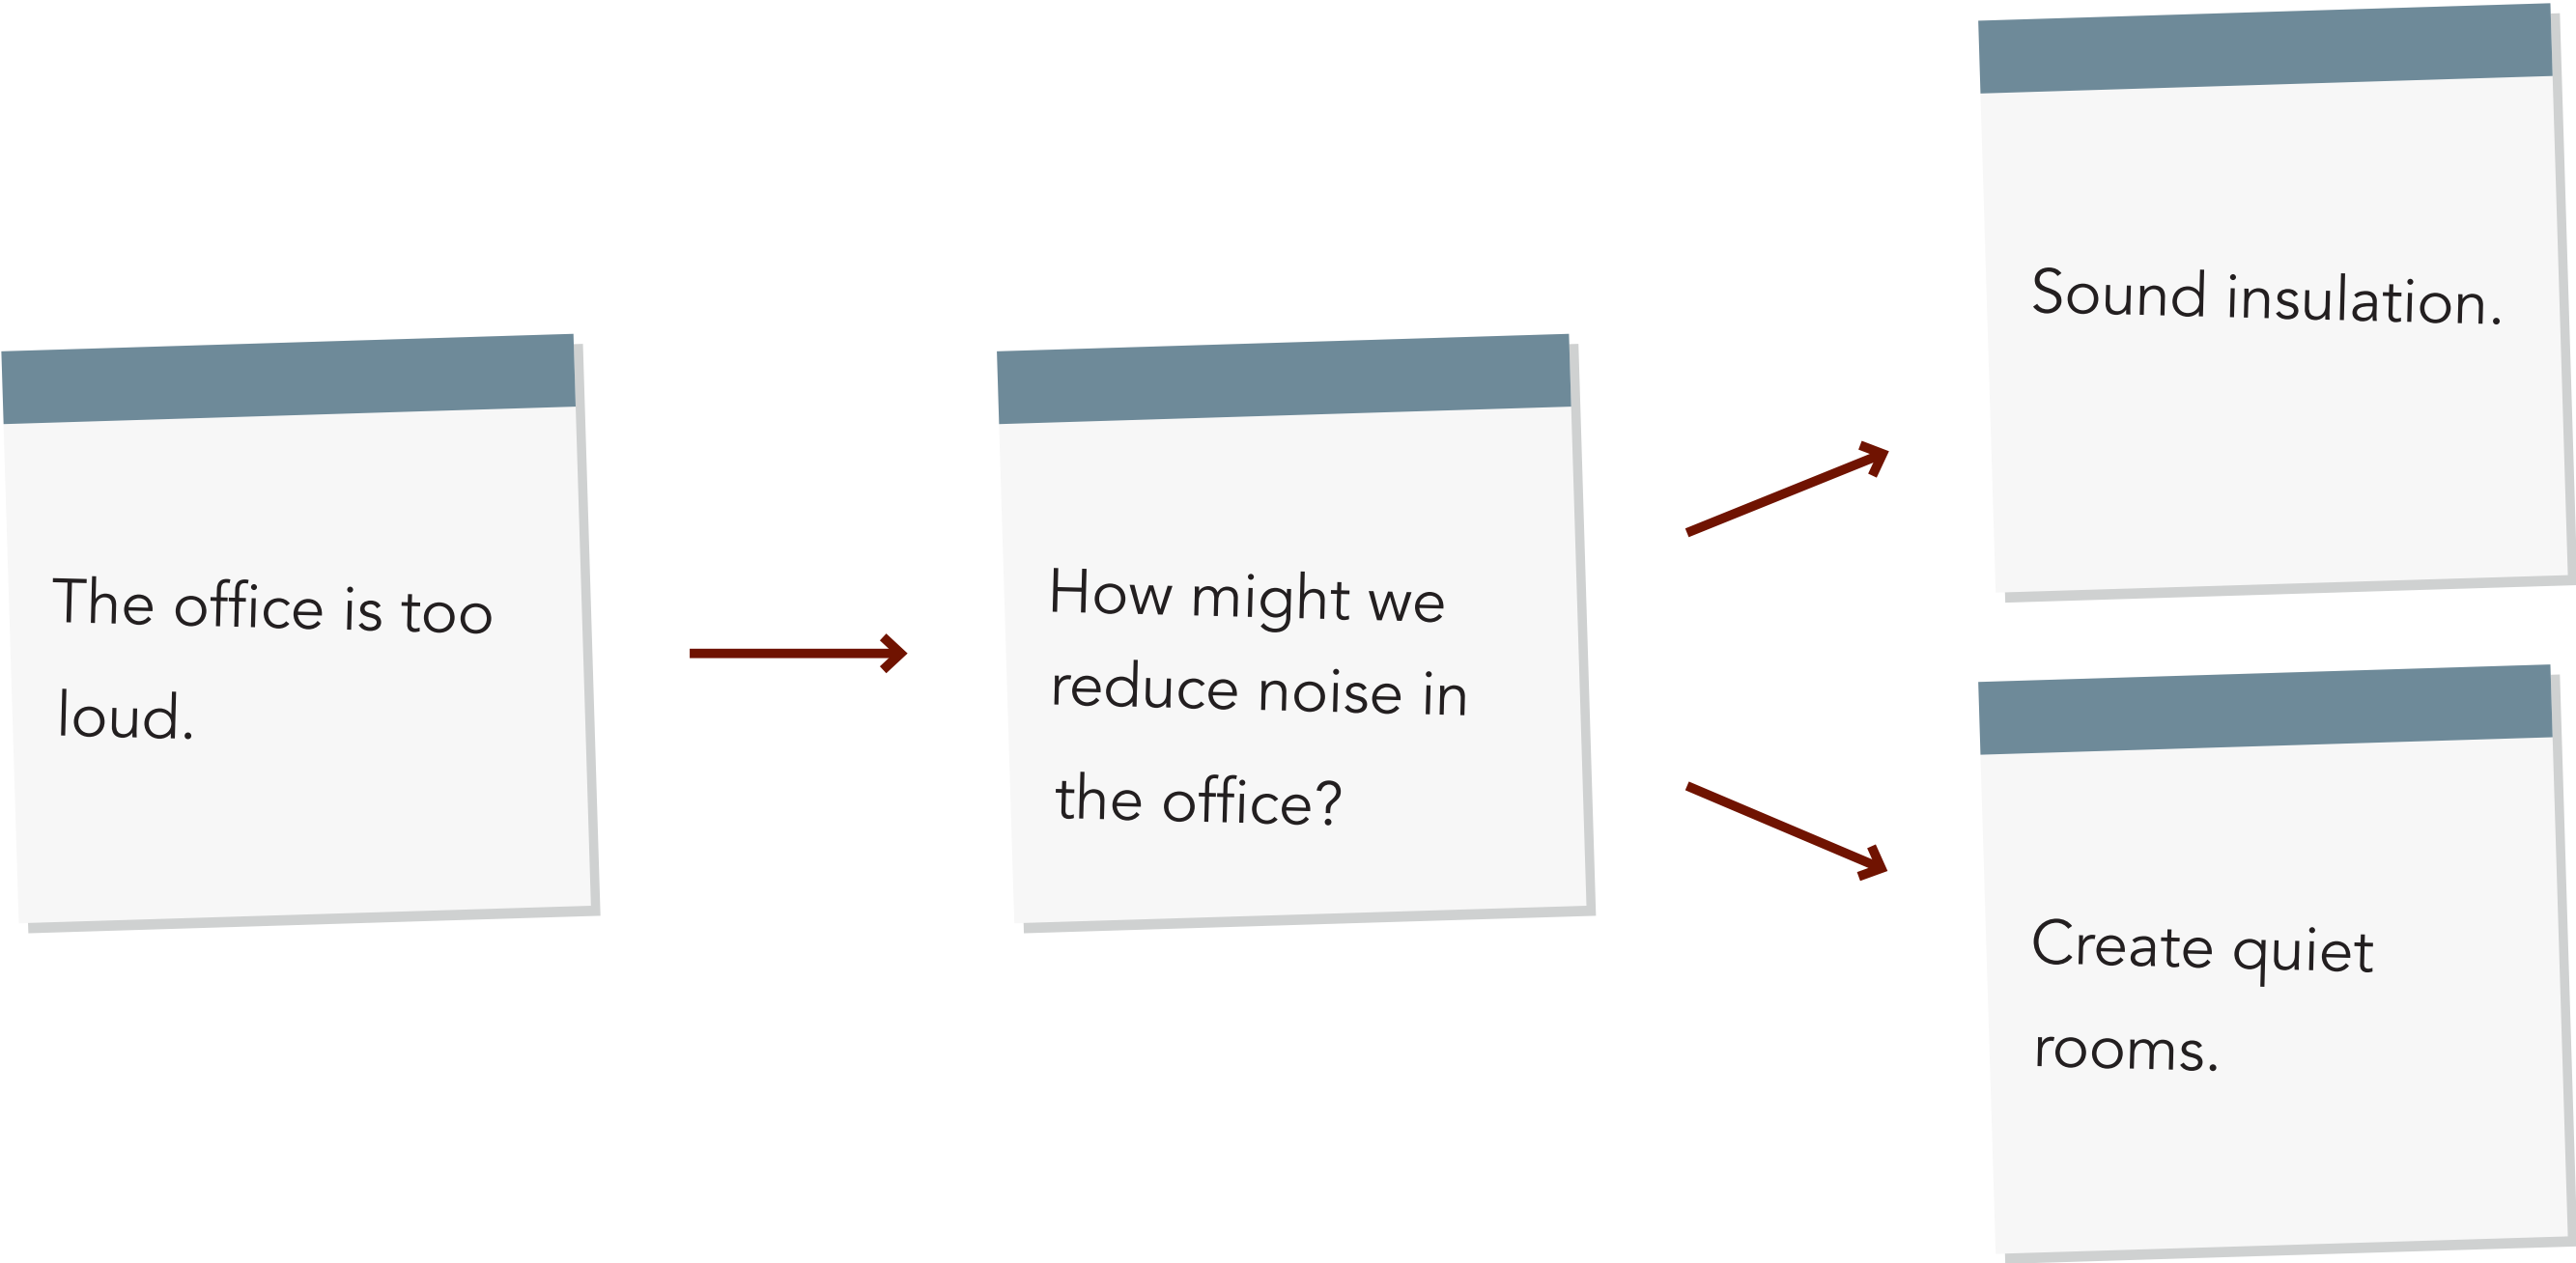 The office is too
loud.
How might we
reduce noise in
the office?
Sound insulation.
Create quiet
rooms.